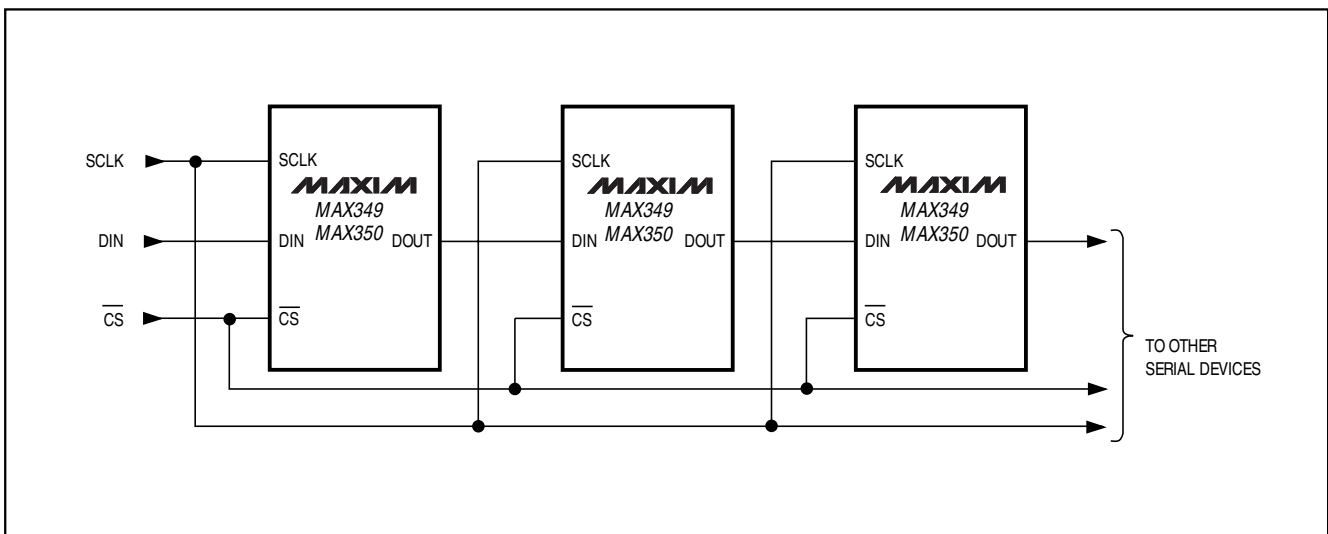 SCLK
DIN
CS
SCLK
MAXIM
MAX349
MAX350
DIN
DOUT
CS
SCLK
MAXIM
MAX349
MAX350
DIN
DOUT
CS
SCLK
MAXIM
MAX349
MAX350
DIN
DOUT
CS
TO OTHER
SERIAL DEVICES